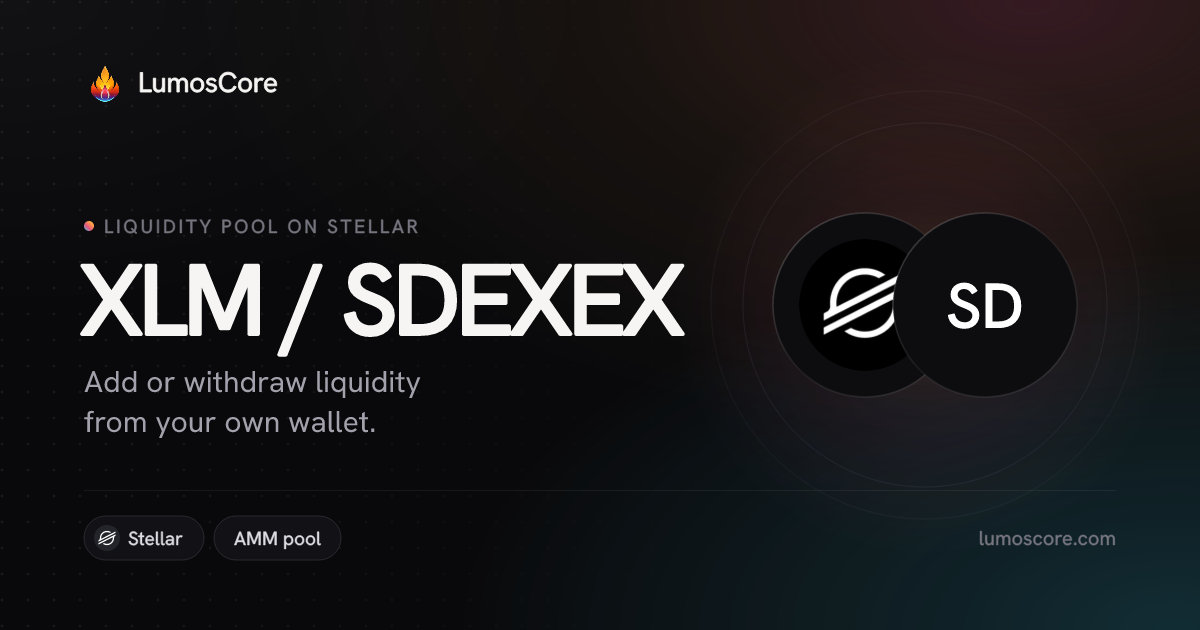 LumosCore
LIQUIDITY POOL ON STELLAR
XLM / SDEXEX
SD
Add or withdraw liquidity
from your own wallet.
Stellar
AMM pool
lumoscore.com